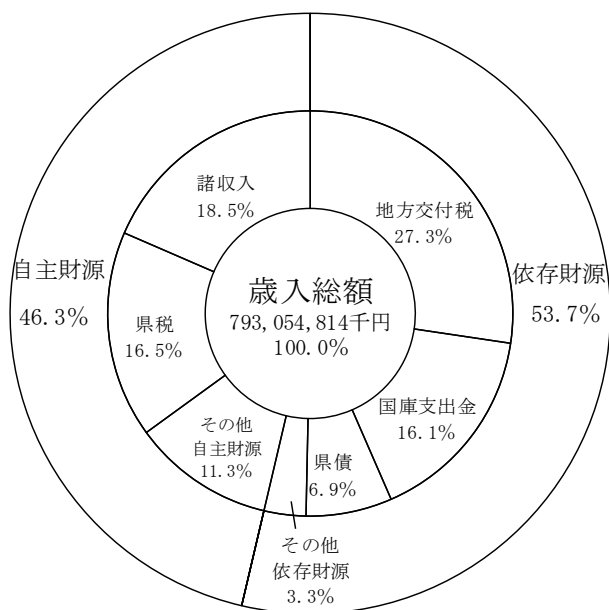 諸収入
18.5%
地方交付税
27.3%
自主財源
46.3%
依存財源
53.7%
歳入総額
793,054,814千円
100.0%
県税
16.5%
国庫支出金
16.1%
その他
自主財源
11.3%
県債
6.9%
その他
依存財源
3.3%